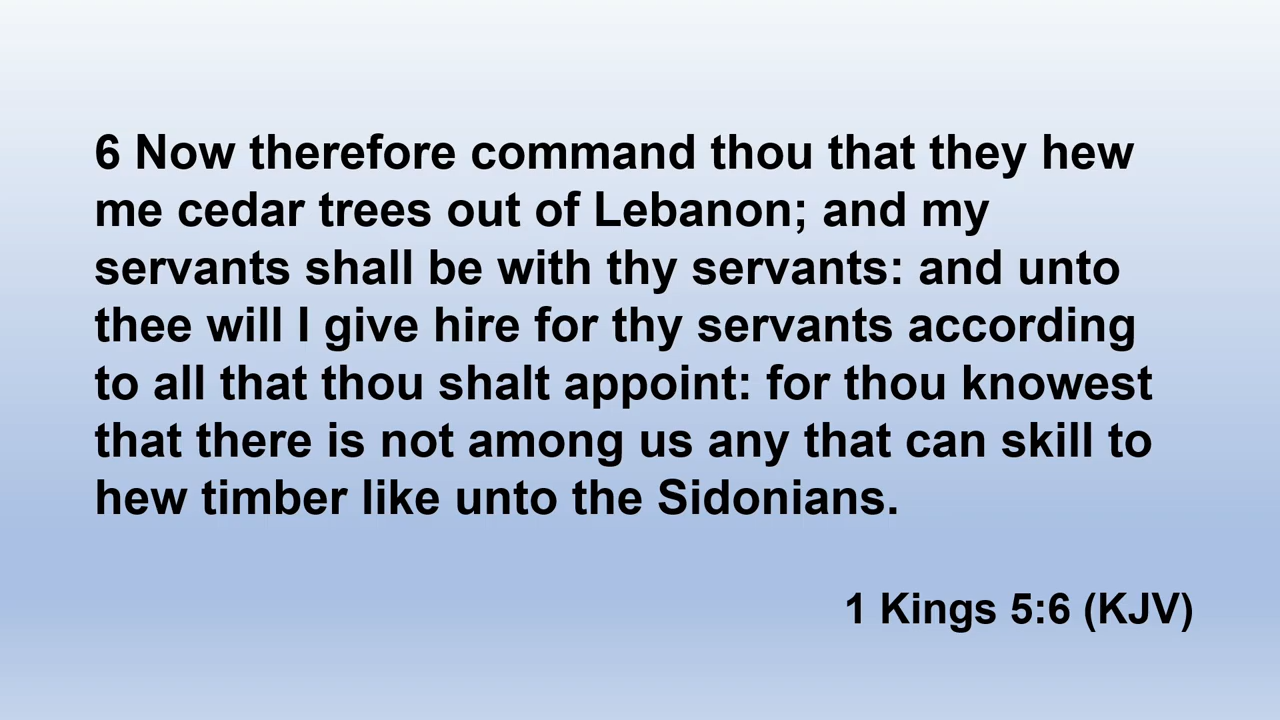 6 Now therefore command thou that they hew
me cedar trees out of Lebanon; and my
servants shall be with thy servants: and unto
thee will I give hire for thy servants according
to all that thou shalt appoint: for thou knowest
that there is not among us any that can skill to
hew timber like unto the Sidonians.
1 Kings 5:6 (KJV)